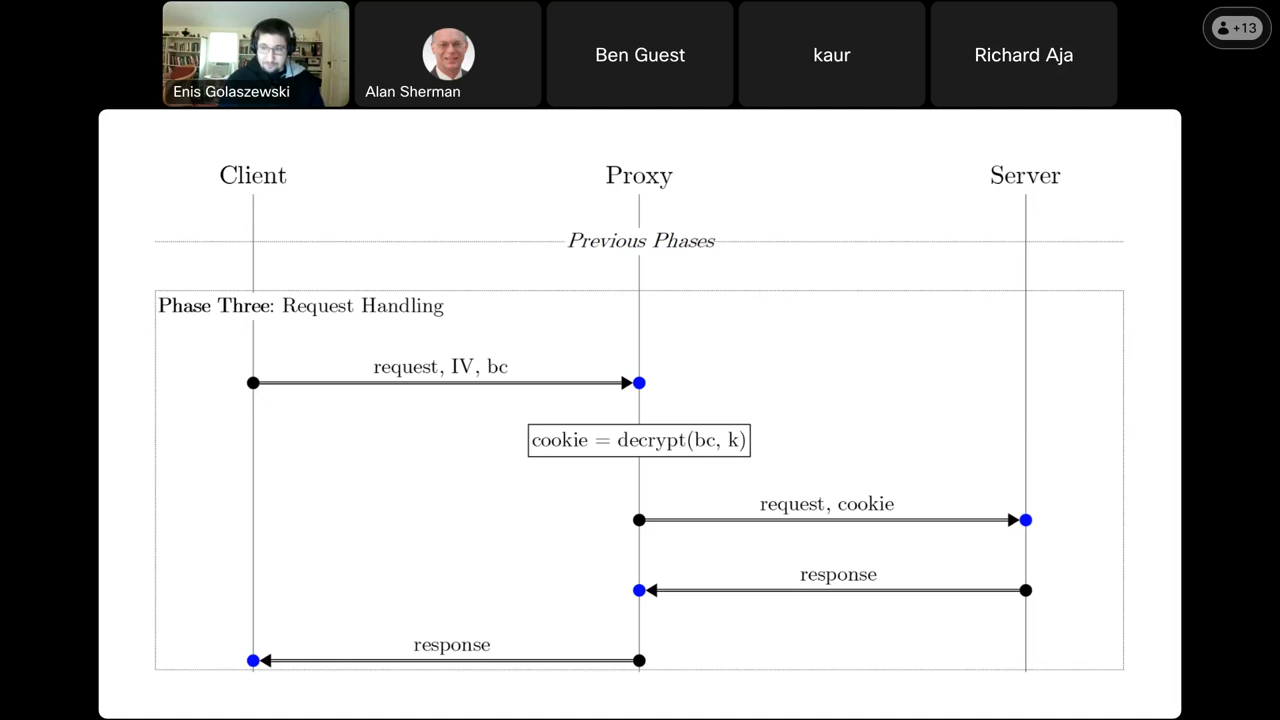 Enis Golaszewski
Alan Sherman
Ben Guest
kaur
Richard Aja
+13
Client
Proxy
Server
Previous Phases
Phase Three: Request Handling
request, IV, bc
cookie = decrypt(bc, k)
request, cookie
response
response